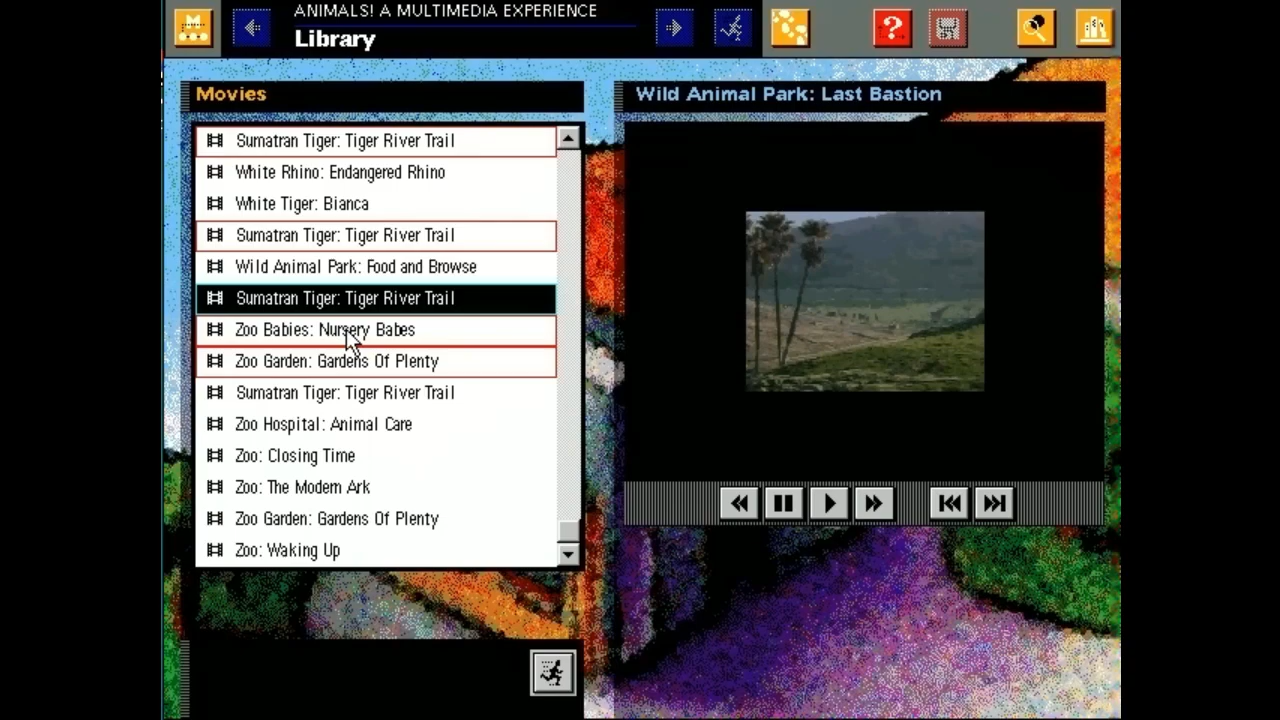 ANIMALS! A MULTIMEDIA EXPERIENCE
Library
Movies
Sumatran Tiger: Tiger River Trail
White Rhino: Endangered Rhino
White Tiger: Bianca
Sumatran Tiger: Tiger River Trail
Wild Animal Park: Food and Browse
Sumatran Tiger: Tiger River Trail
Zoo Babies: Nursery Babes
Zoo Garden: Gardens Of Plenty
Sumatran Tiger: Tiger River Trail
Zoo Hospital: Animal Care
Zoo: Closing Time
Zoo: The Modern Ark
Zoo Garden: Gardens Of Plenty
Zoo: Waking Up
Wild Animal Park: Last Bastion